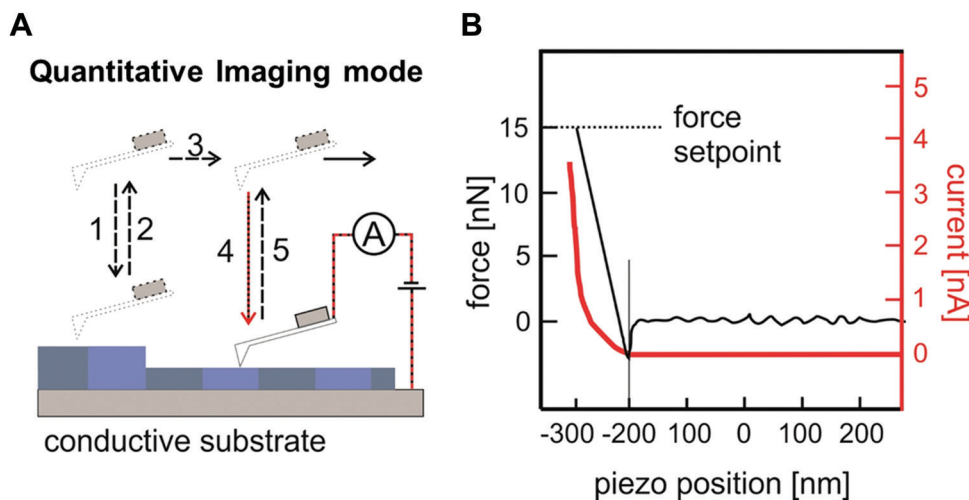 A
Quantitative Imaging mode
3
1
2
4
5
A
conductive substrate
B
force
setpoint
force [nN]
15
10
5
0
current [nA]
5
4
3
2
1
0
-300 -200 100 0 100 200
piezo position [nm]